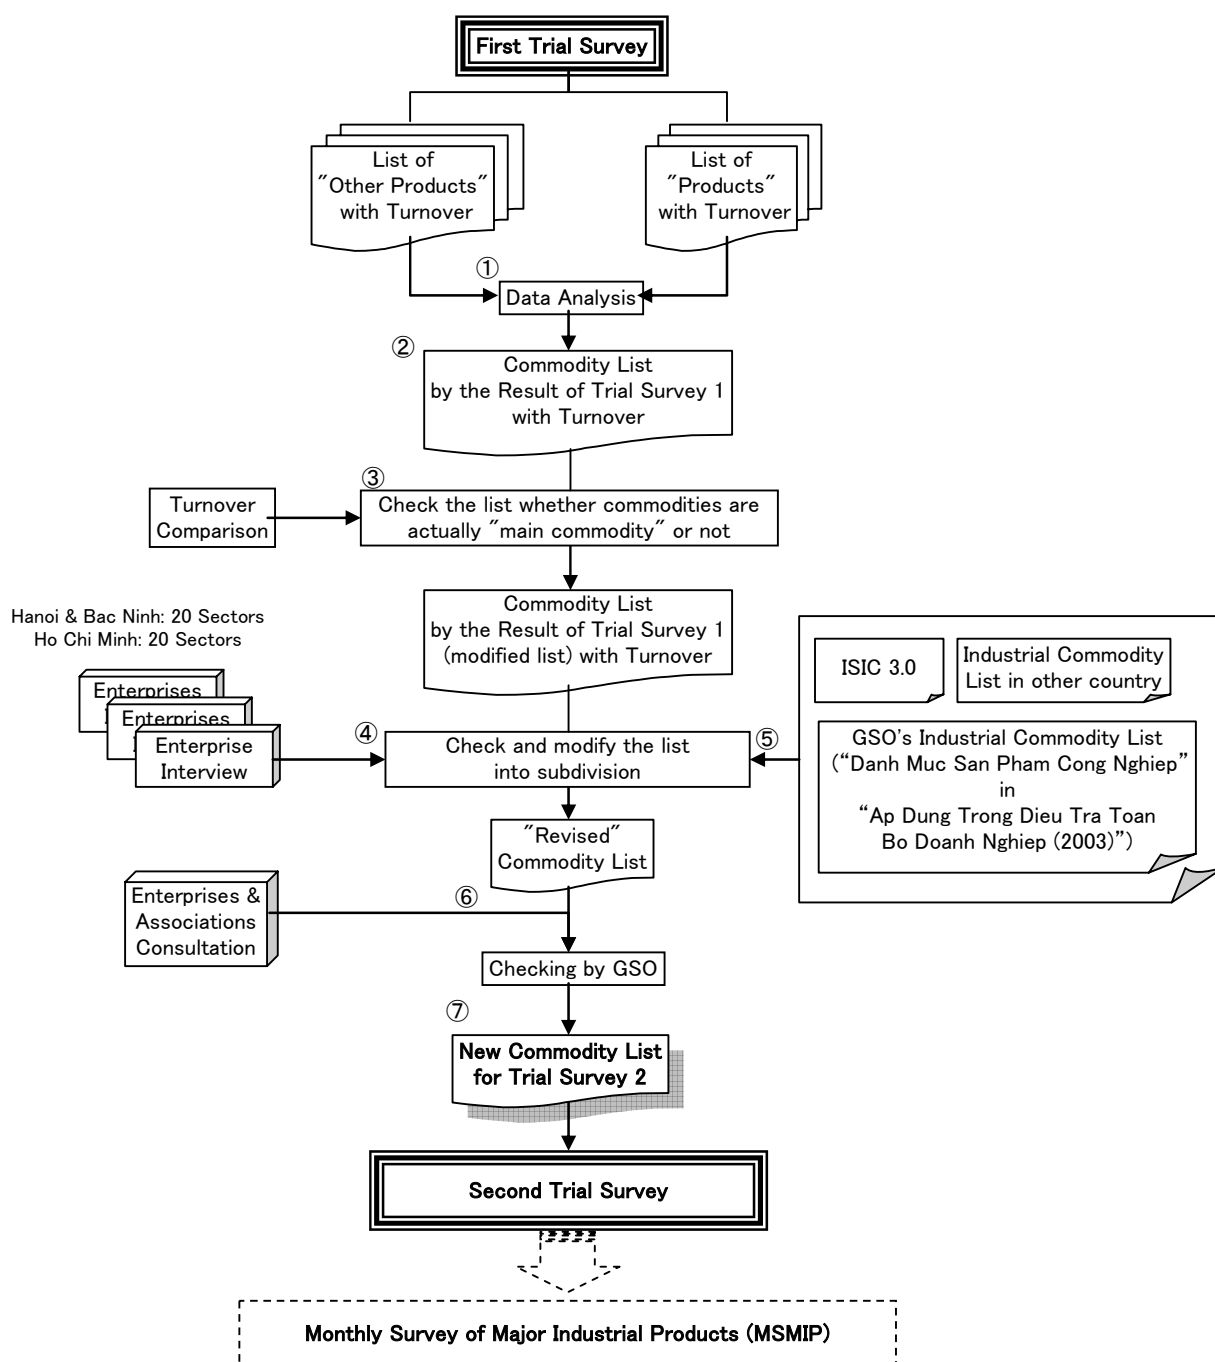 First Trial Survey
List of
"Other Products"
with Turnover
List of
"Products"
with Turnover
①
Data Analysis
②
Commodity List
by the Result of Trial Survey 1
with Turnover
③
Turnover
Comparison
Check the list whether commodities are
actually "main commodity" or not
Hanoi & Bac Ninh: 20 Sectors
Ho Chi Minh: 20 Sectors
Commodity List
by the Result of Trial Survey 1
(modified list) with Turnover
ISIC 3.0
Industrial Commodity
List in other country
Enterprises
Enterprises
Enterprise
Interview
④
Check and modify the list
into subdivision
⑤
GSO's Industrial Commodity List
(“Danh Muc San Pham Cong Nghiep”
in
“Ap Dung Trong Dieu Tra Toan
Bo Doanh Nghiep (2003)”)
"Revised"
Commodity List
Enterprises &
Associations
Consultation
⑥
Checking by GSO
⑦
New Commodity List
for Trial Survey 2
Second Trial Survey
Monthly Survey of Major Industrial Products (MSMIP)